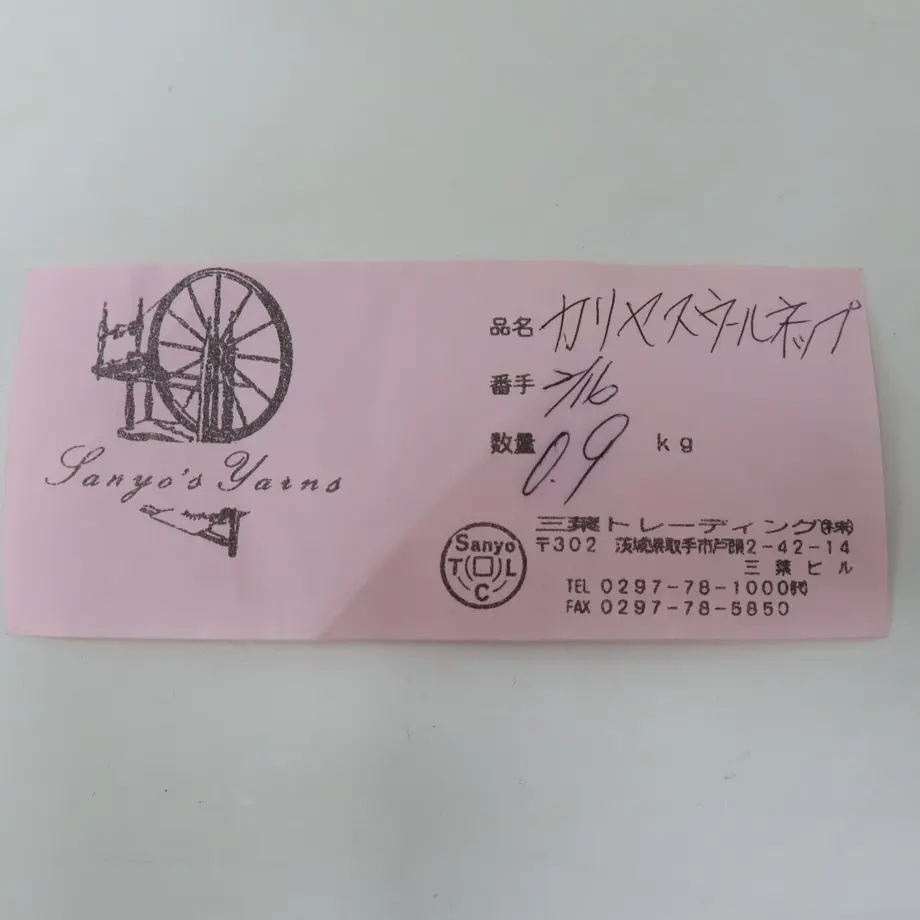 Sanyo's Yarns
品名 カリヤスウールネップ
番手 2/16
数量 0.9 kg
Sanyo
T L
C
三葉トレーディング(株)
〒302 茨城県取手市戸頭2-42-14
三葉ビル
TEL 0297-78-1000㈹
FAX 0297-78-5850